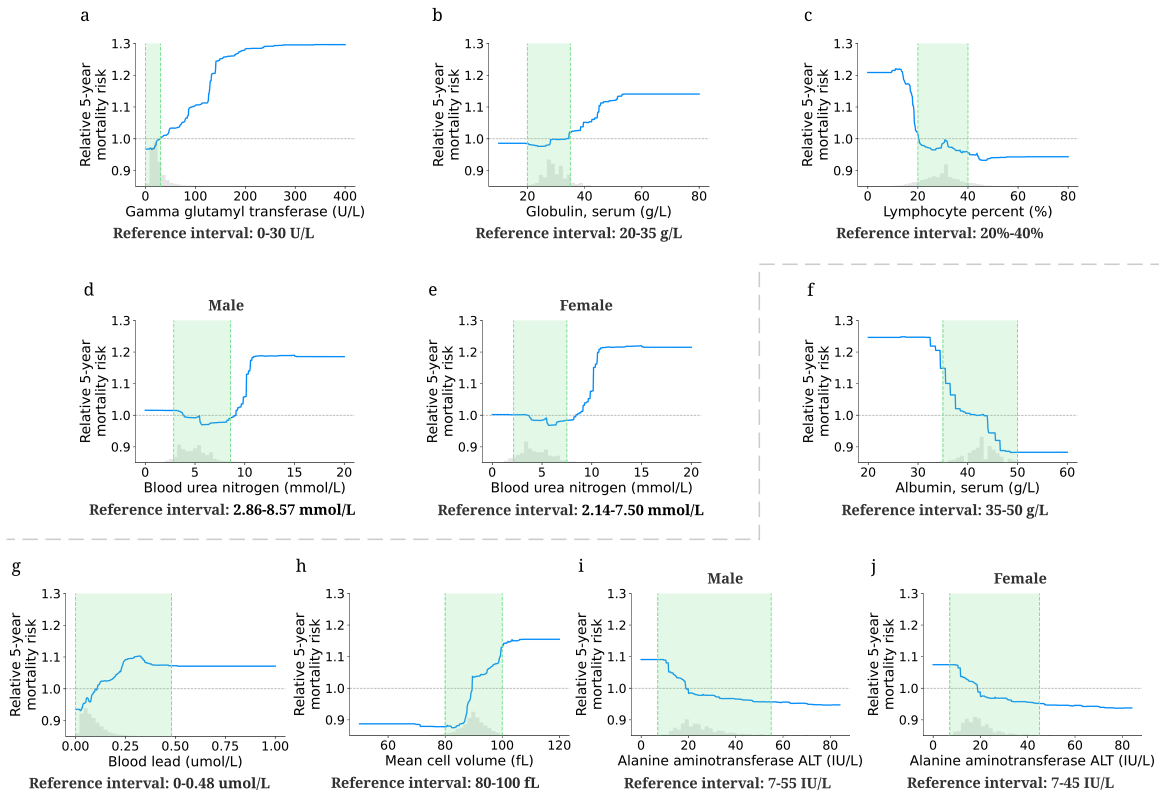 a
1.3
1.2
1.1
1.0
0.9
Relative 5-year
mortality risk
0 100 200 300 400
Gamma glutamyl transferase (U/L)
Reference interval: 0-30 U/L
b
1.3
1.2
1.1
1.0
0.9
Relative 5-year
mortality risk
20 40 60 80
Globulin, serum (g/L)
Reference interval: 20-35 g/L
c
1.3
1.2
1.1
1.0
0.9
Relative 5-year
mortality risk
0 20 40 60 80
Lymphocyte percent (%)
Reference interval: 20%-40%
d
Male
1.3
1.2
1.1
1.0
0.9
Relative 5-year
mortality risk
0 5 10 15 20
Blood urea nitrogen (mmol/L)
Reference interval: 2.86-8.57 mmol/L
e
Female
1.3
1.2
1.1
1.0
0.9
Relative 5-year
mortality risk
0 5 10 15 20
Blood urea nitrogen (mmol/L)
Reference interval: 2.14-7.50 mmol/L
f
1.3
1.2
1.1
1.0
0.9
Relative 5-year
mortality risk
20 30 40 50 60
Albumin, serum (g/L)
Reference interval: 35-50 g/L
g
1.3
1.2
1.1
1.0
0.9
Relative 5-year
mortality risk
0.00 0.25 0.50 0.75 1.00
Blood lead (umol/L)
Reference interval: 0-0.48 umol/L
h
1.3
1.2
1.1
1.0
0.9
Relative 5-year
mortality risk
60 80 100 120
Mean cell volume (fL)
Reference interval: 80-100 fL
i
Male
1.3
1.2
1.1
1.0
0.9
Relative 5-year
mortality risk
0 20 40 60 80
Alanine aminotransferase ALT (IU/L)
Reference interval: 7-55 IU/L
j
Female
1.3
1.2
1.1
1.0
0.9
Relative 5-year
mortality risk
0 20 40 60 80
Alanine aminotransferase ALT (IU/L)
Reference interval: 7-45 IU/L